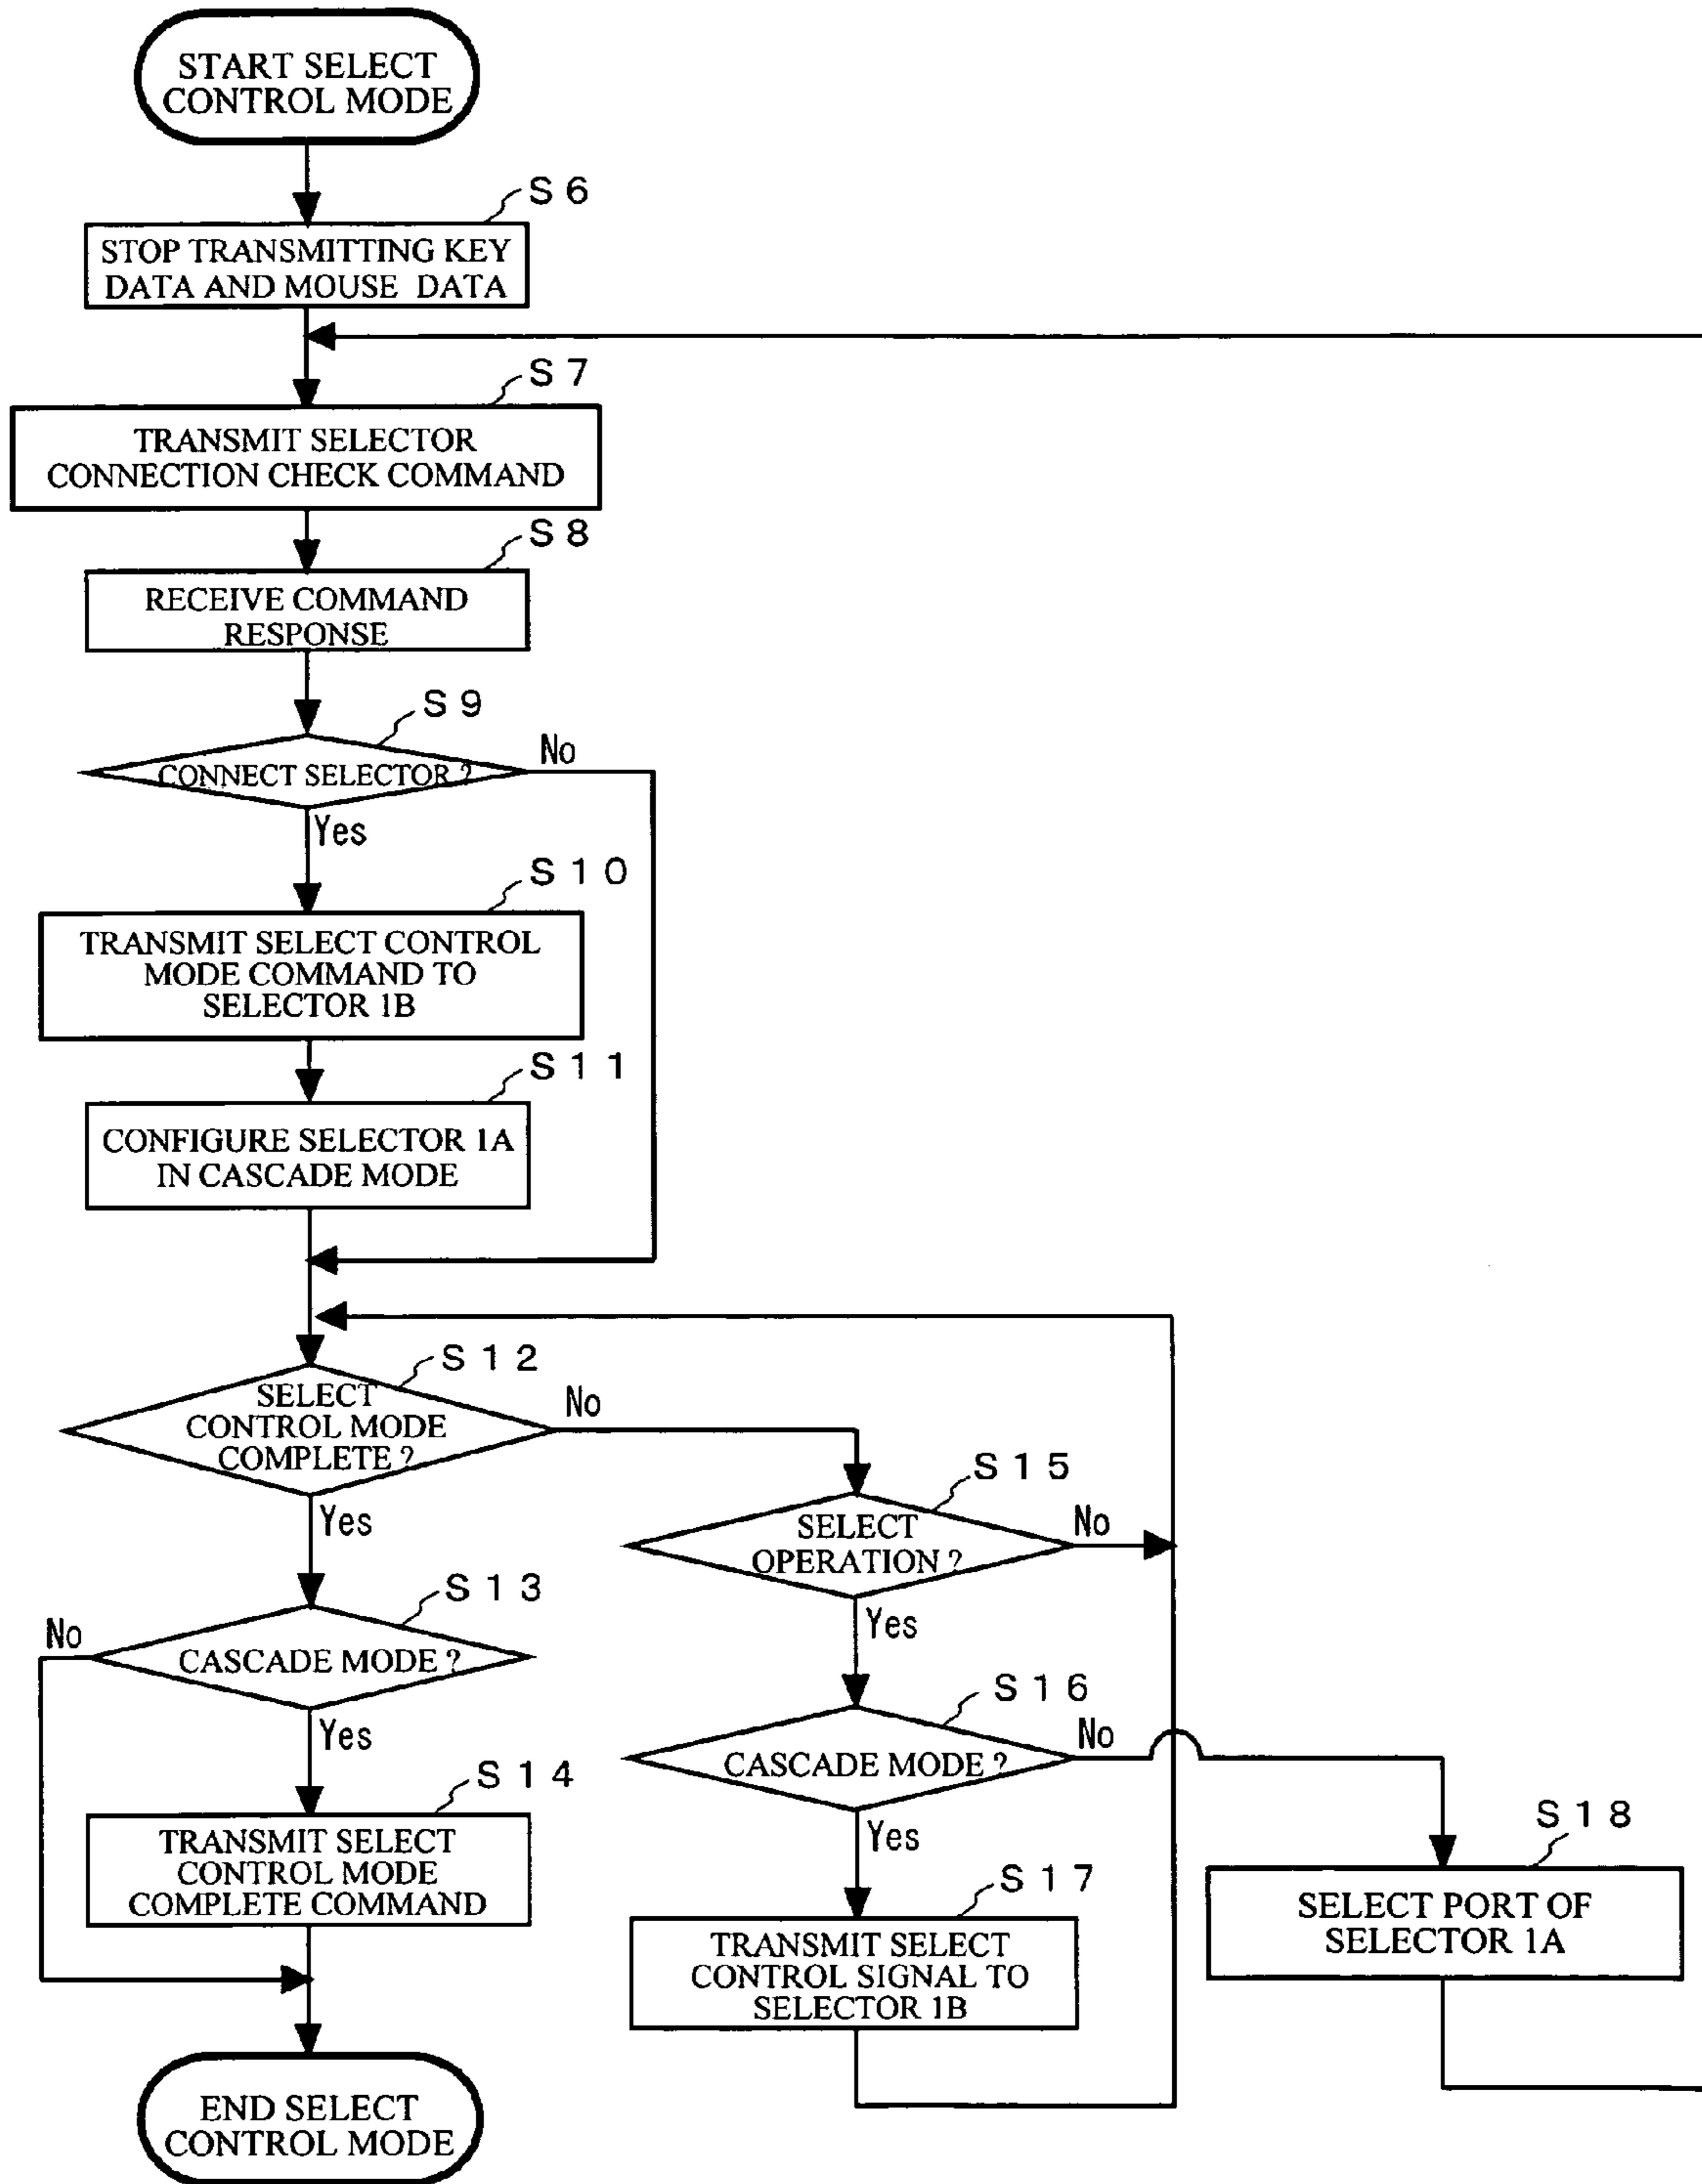 START SELECT
CONTROL MODE
S 6
STOP TRANSMITTING KEY
DATA AND MOUSE DATA
S 7
TRANSMIT SELECTOR
CONNECTION CHECK COMMAND
S 8
RECEIVE COMMAND
RESPONSE
S 9
CONNECT SELECTOR ?
No
Yes
S 1 0
TRANSMIT SELECT CONTROL
MODE COMMAND TO
SELECTOR 1B
S 1 1
CONFIGURE SELECTOR 1A
IN CASCADE MODE
S 1 2
SELECT
CONTROL MODE
COMPLETE ?
No
Yes
S 1 3
CASCADE MODE ?
No
Yes
S 1 4
TRANSMIT SELECT
CONTROL MODE
COMPLETE COMMAND
END SELECT
CONTROL MODE
S 1 5
SELECT
OPERATION ?
No
Yes
S 1 6
CASCADE MODE ?
No
Yes
S 1 7
TRANSMIT SELECT
CONTROL SIGNAL TO
SELECTOR 1B
S 1 8
SELECT PORT OF
SELECTOR 1A